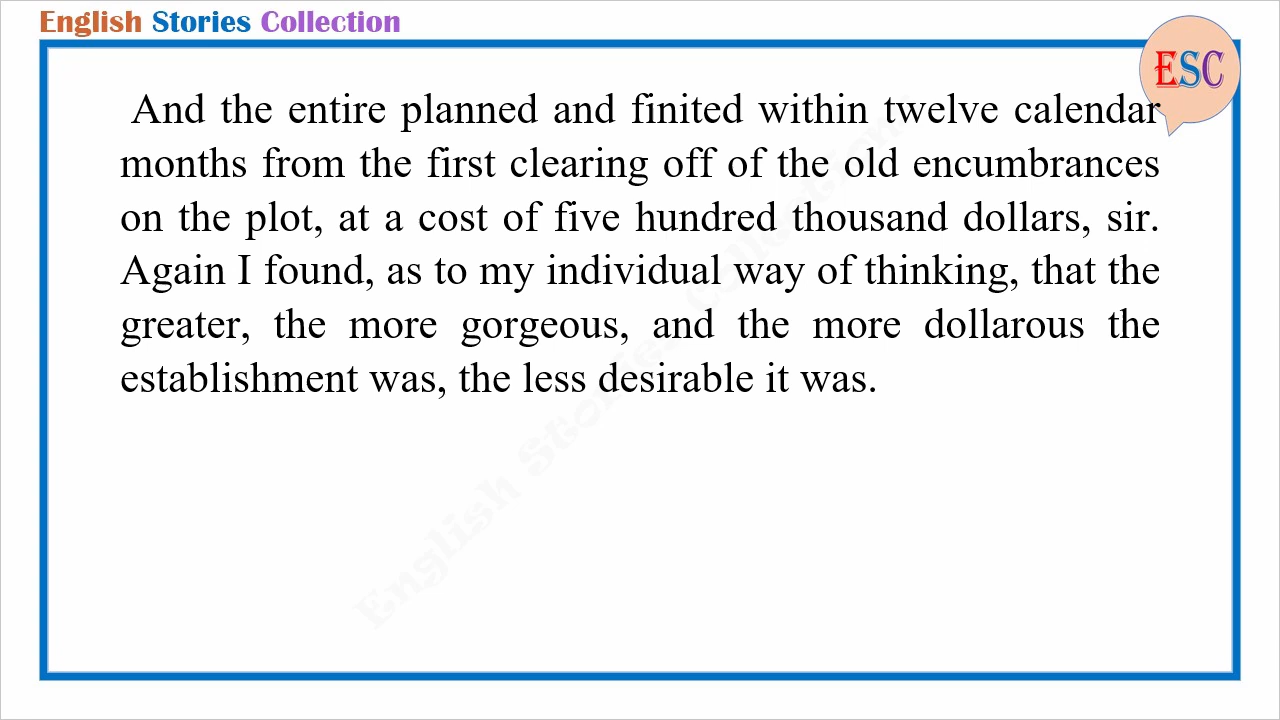 English Stories Collection
ESC
And the entire planned and finited within twelve calendar
months from the first clearing off of the old encumbrances
on the plot, at a cost of five hundred thousand dollars, sir.
Again I found, as to my individual way of thinking, that the
greater, the more gorgeous, and the more dollarous the
establishment was, the less desirable it was.
English Stories Collection